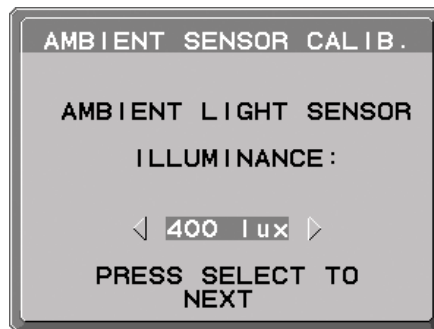 AMBIENT SENSOR CALIB.
AMBIENT LIGHT SENSOR
ILLUMINANCE:
400 lux
PRESS SELECT TO
NEXT